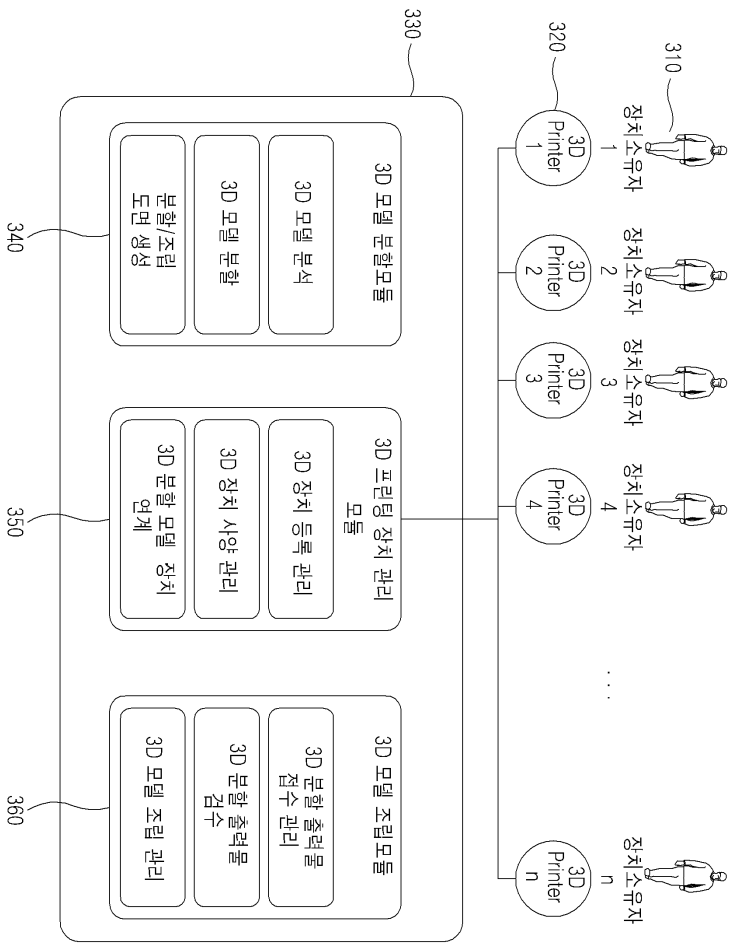 310
장치소유자
1
장치소유자
2
장치소유자
3
장치소유자
4
. . .
장치소유자
n
320
3D
Printer
1
3D
Printer
2
3D
Printer
3
3D
Printer
4
3D
Printer
n
330
3D 모델 분할모듈
3D 모델 분석
3D 모델 분할
분할/조립
도면 생성
340
3D 프린팅 장치 관리
모듈
3D 장치 등록 관리
3D 장치 사양 관리
3D 분할 모델 장치
연계
350
3D 모델 조립모듈
3D 분할 출력물
접수 관리
3D 분할 출력물
검수
3D 모델 조립 관리
360